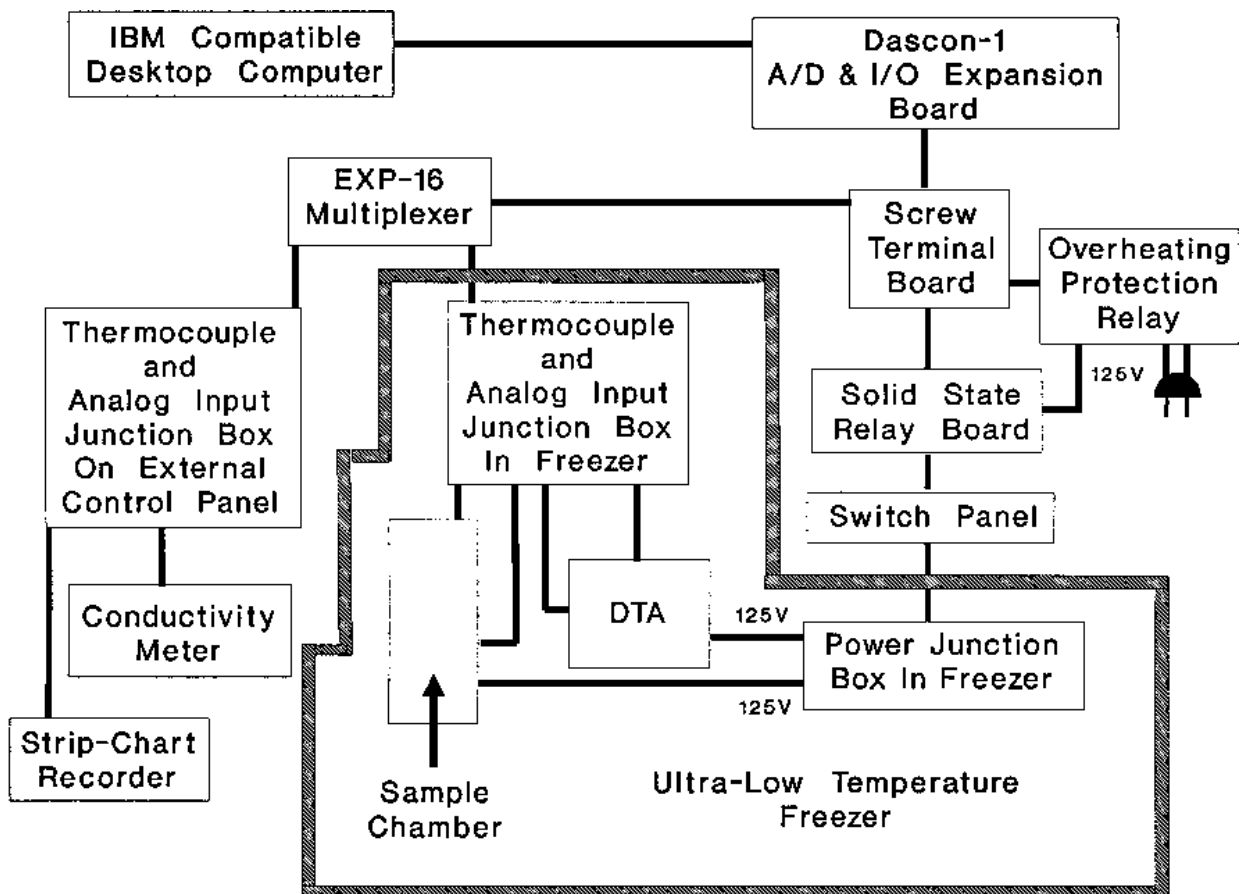 IBM Compatible
Desktop Computer
Dascon-1
A/D & I/O Expansion
Board
EXP-16
Multiplexer
Screw
Terminal
Board
Overheating
Protection
Relay
Thermocouple
and
Analog Input
Junction Box
On External
Control Panel
Thermocouple
and
Analog Input
Junction Box
In Freezer
125V
Solid State
Relay Board
Switch Panel
Conductivity
Meter
DTA
125V
Power Junction
Box In Freezer
125V
Strip-Chart
Recorder
Sample
Chamber
Ultra-Low Temperature
Freezer